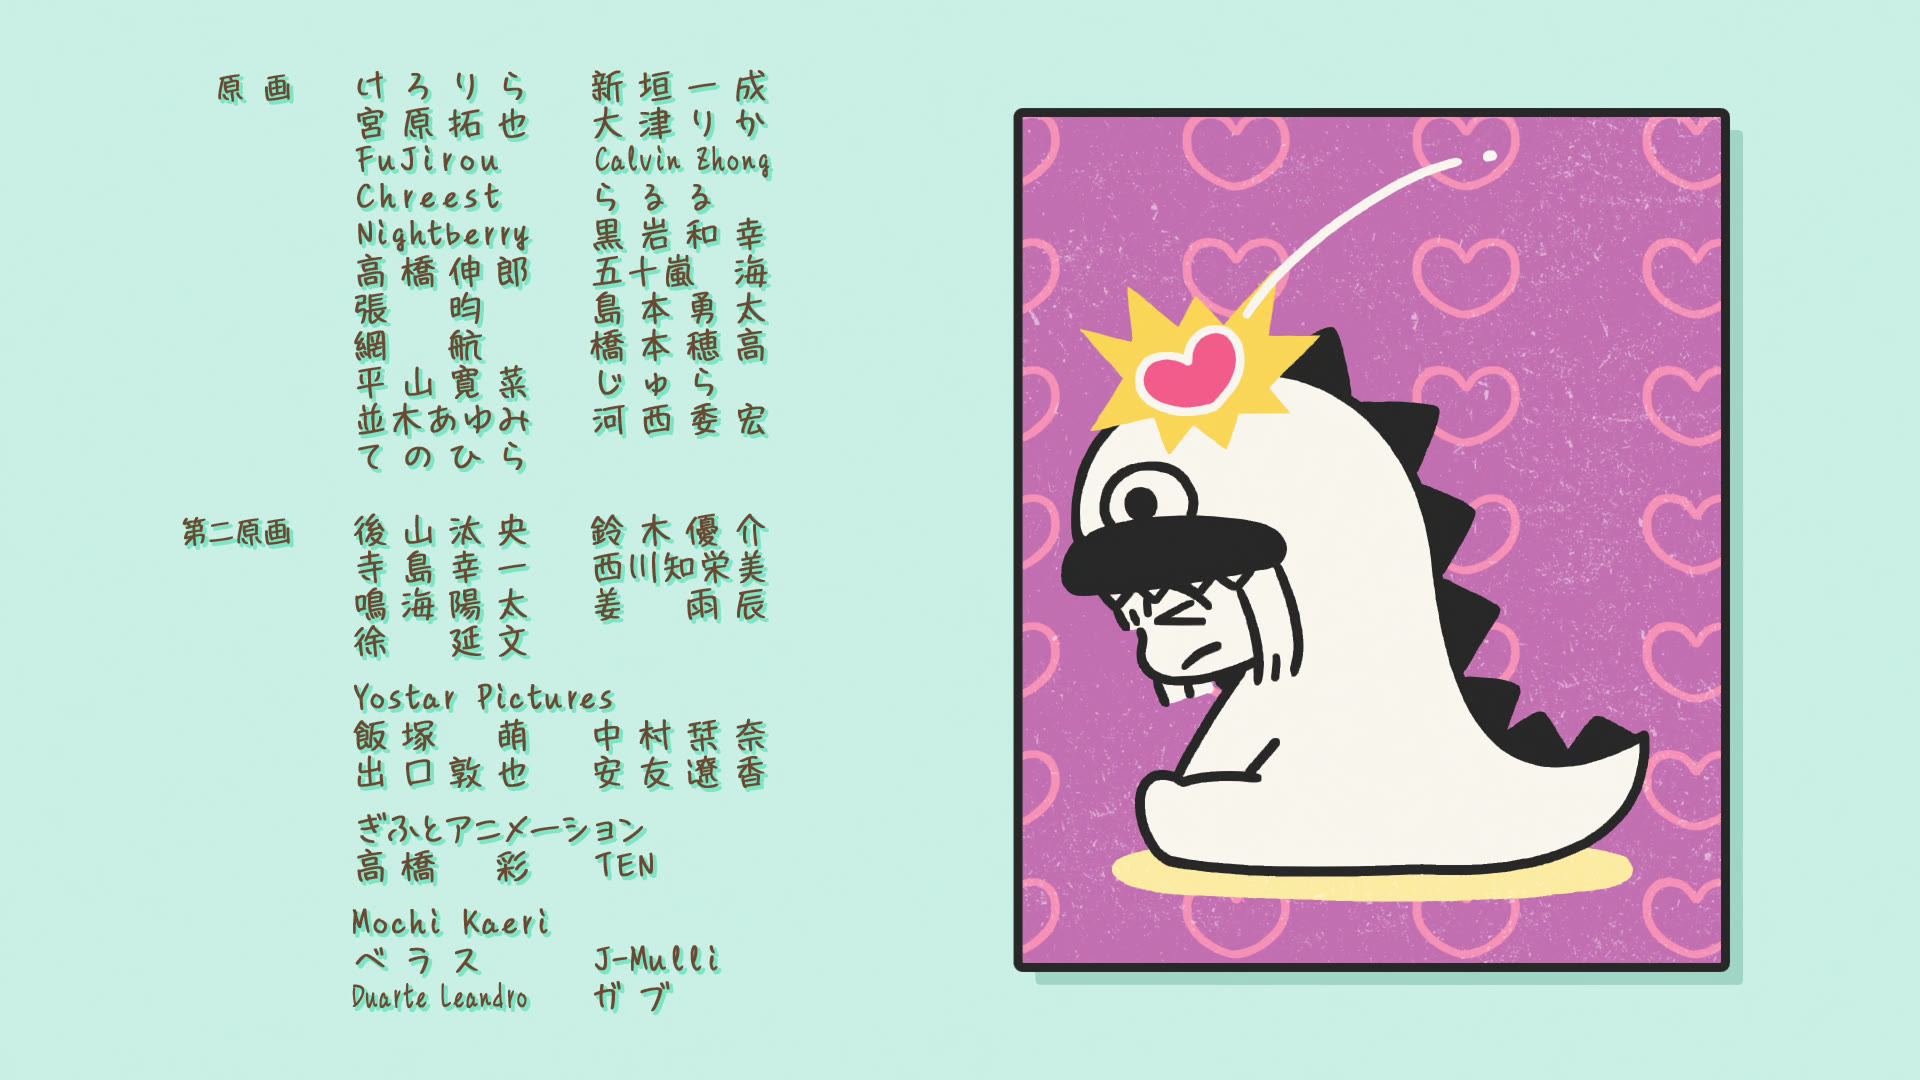 原画 けろりら 新垣一成
宮原拓也 大津りか
FuJirou Calvin Zhong
Chreest らるる
Nightberry 黒岩和幸
高橋伸郎 五十嵐 海
張 昀 島本勇太
網 航 橋本穂高
平山寛菜 じゅら
並木あゆみ 河西委宏
てのひら
第二原画 後山汰央 鈴木優介
寺島幸一 西川知栄美
鳴海陽太 姜 雨辰
徐 延文
Yostar Pictures
飯塚 萌 中村栞奈
出口敦也 安友遼香
ぎふとアニメーション
高橋 彩 TEN
Mochi Kaeri
ベラス J-Mulli
Duarte Leandro ガブ